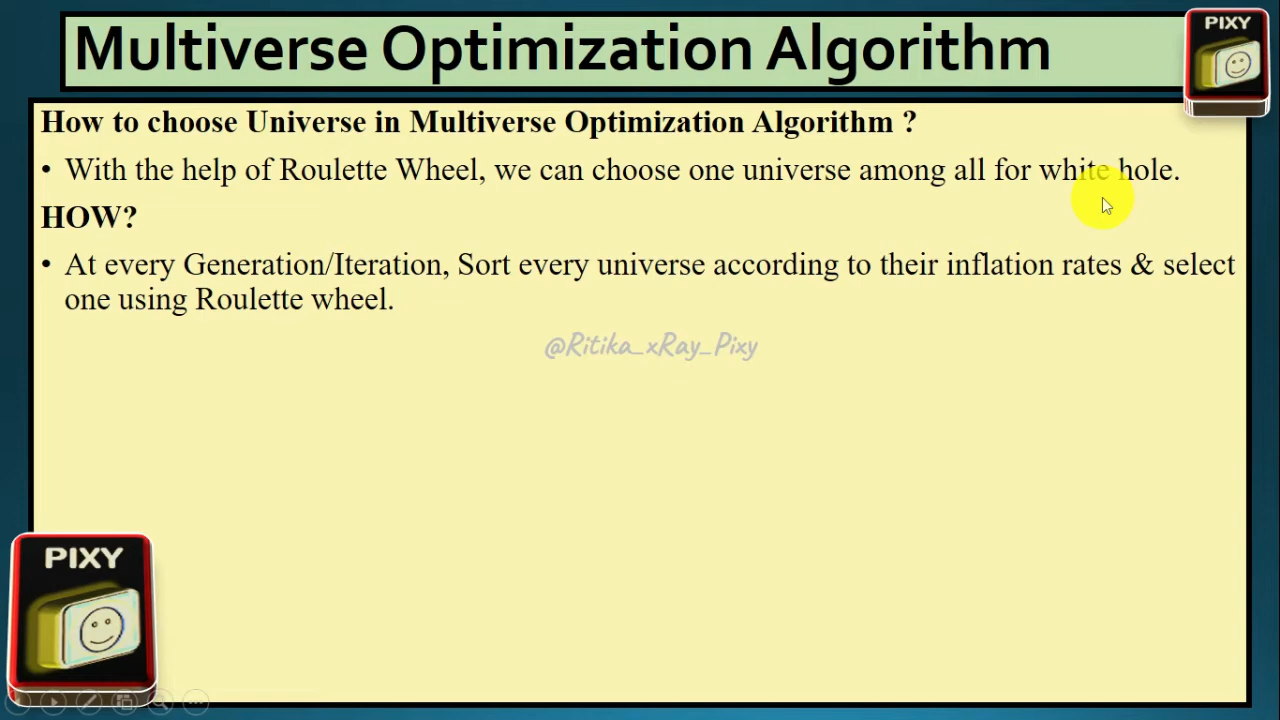 Multiverse Optimization Algorithm
PIXY
How to choose Universe in Multiverse Optimization Algorithm ?
• With the help of Roulette Wheel, we can choose one universe among all for white hole.
HOW?
• At every Generation/Iteration, Sort every universe according to their inflation rates & select
one using Roulette wheel.
@Ritika_xRay_Pixy
PIXY